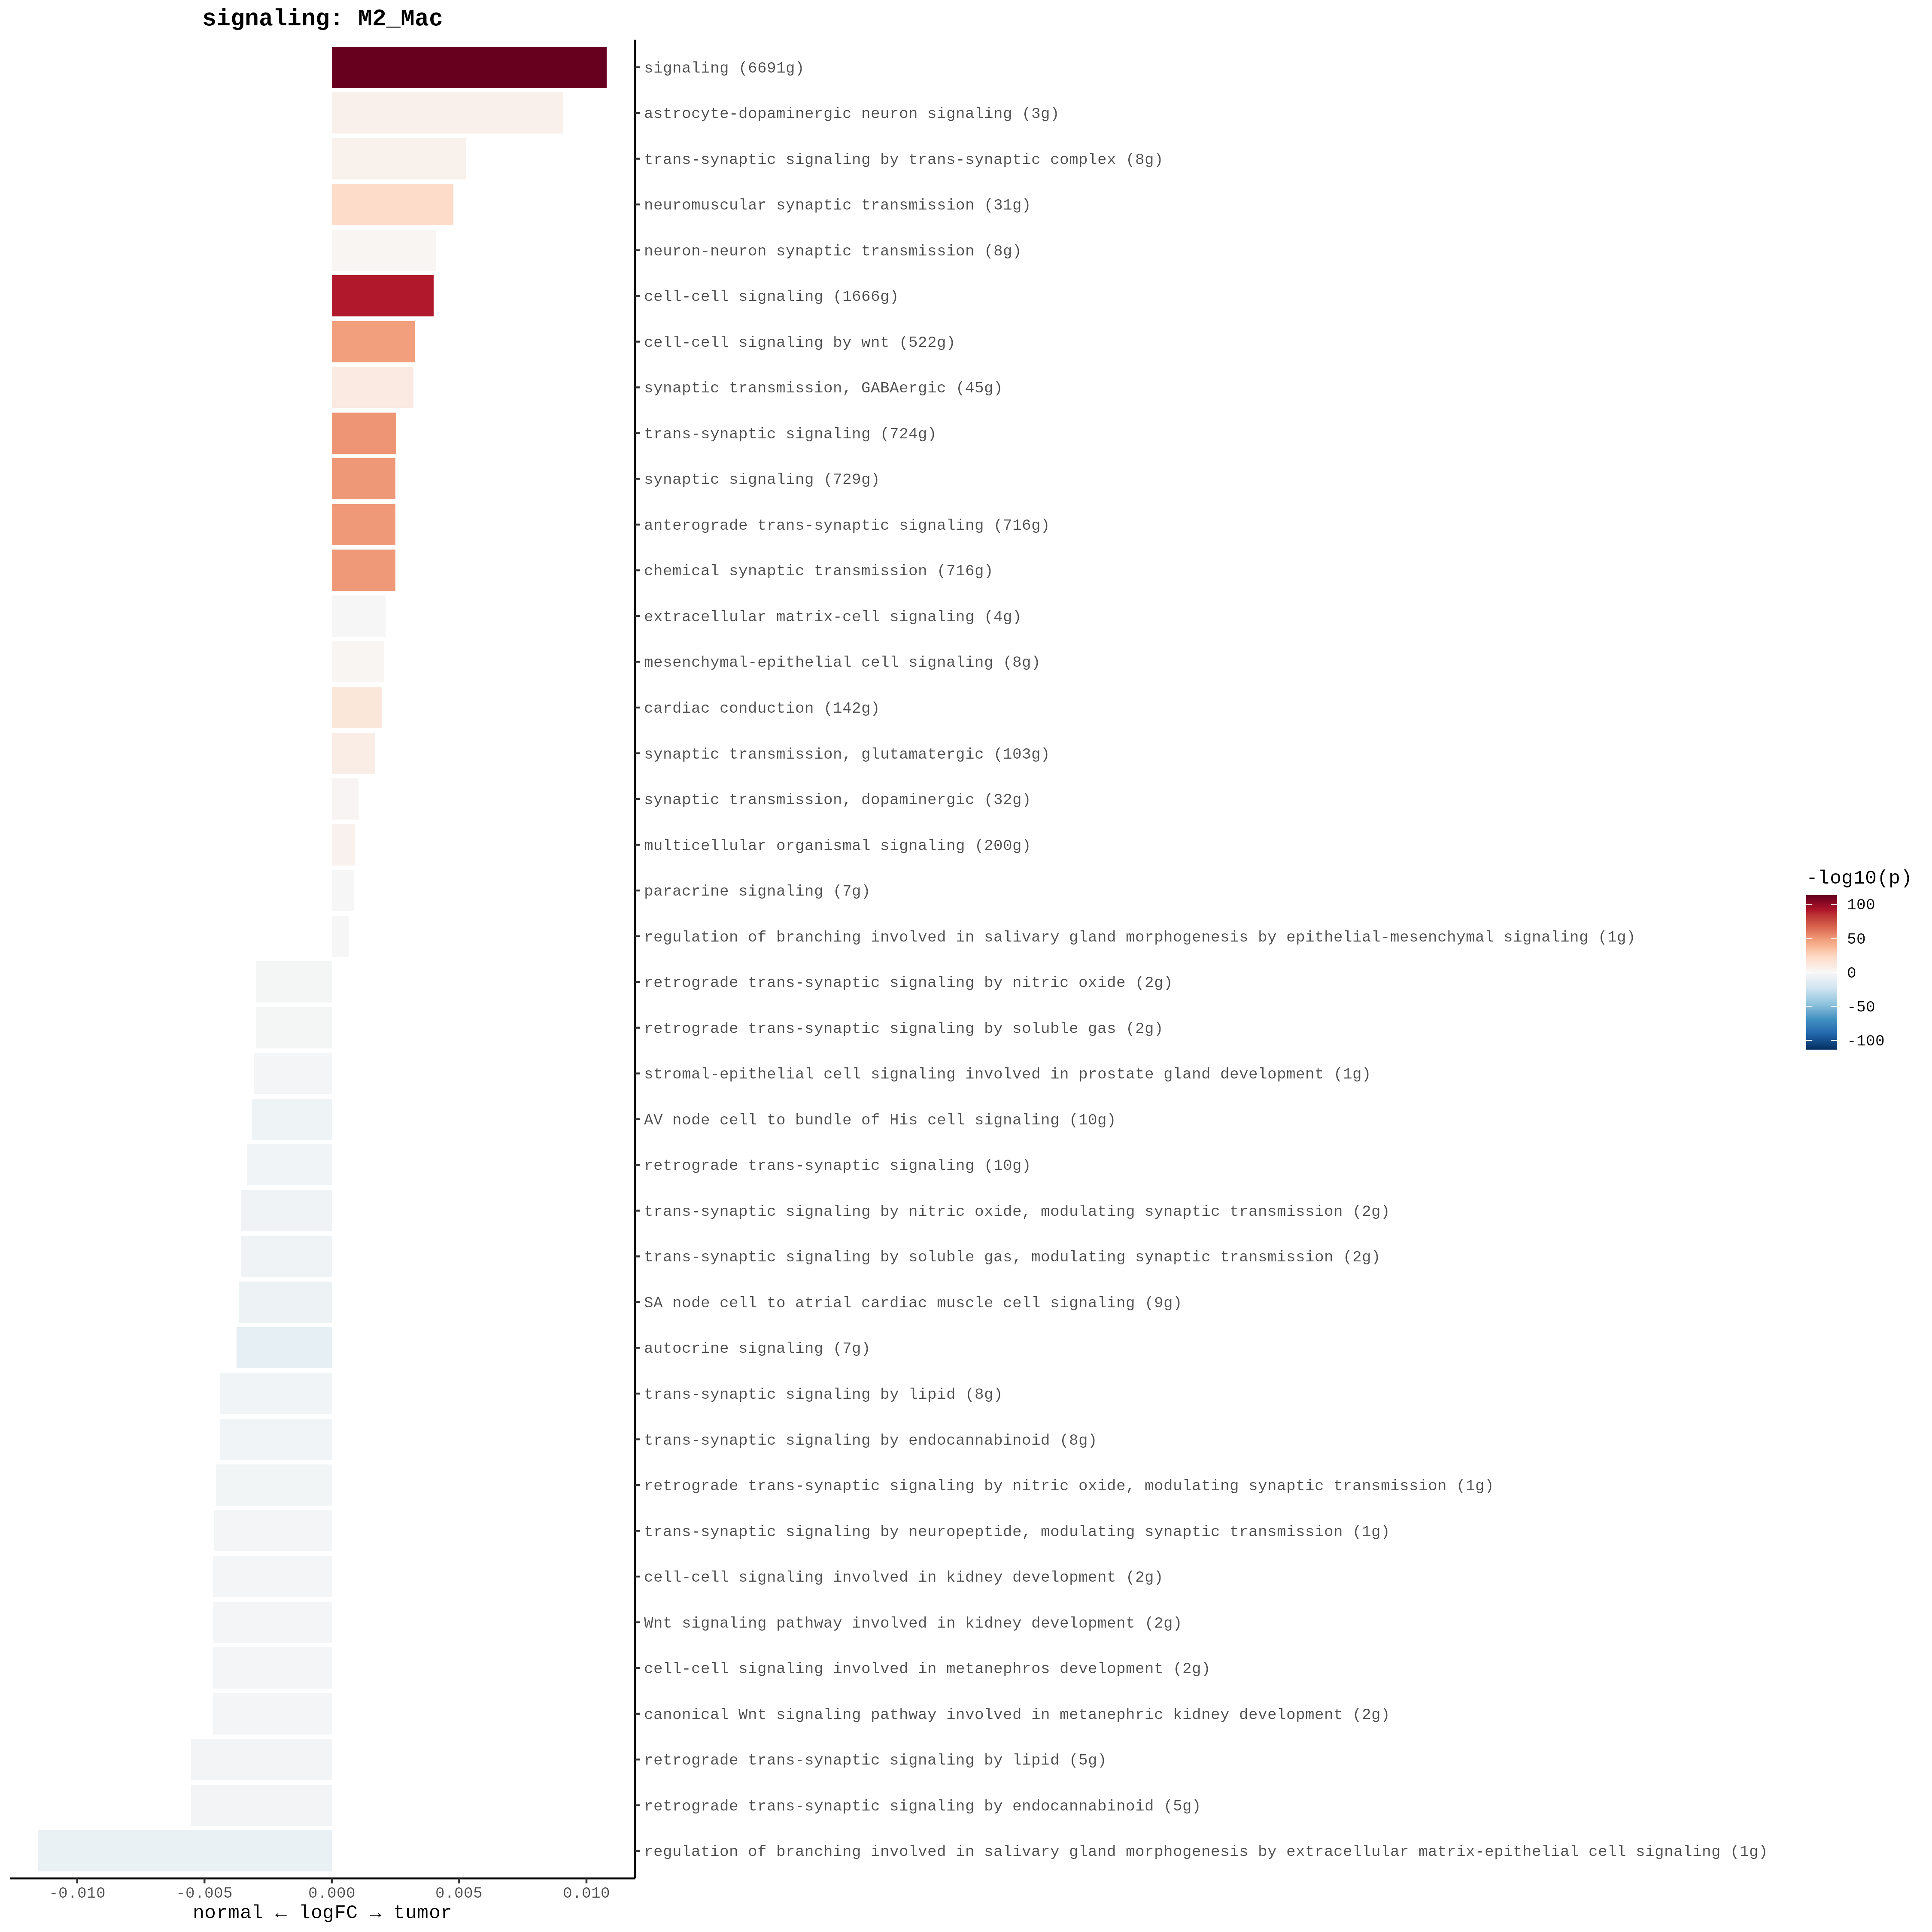 signaling: M2_Mac
signaling (6691g)
astrocyte-dopaminergic neuron signaling (3g)
trans-synaptic signaling by trans-synaptic complex (8g)
neuromuscular synaptic transmission (31g)
neuron-neuron synaptic transmission (8g)
cell-cell signaling (1666g)
cell-cell signaling by wnt (522g)
synaptic transmission, GABAergic (45g)
trans-synaptic signaling (724g)
synaptic signaling (729g)
anterograde trans-synaptic signaling (716g)
chemical synaptic transmission (716g)
extracellular matrix-cell signaling (4g)
mesenchymal-epithelial cell signaling (8g)
cardiac conduction (142g)
synaptic transmission, glutamatergic (103g)
synaptic transmission, dopaminergic (32g)
multicellular organismal signaling (200g)
paracrine signaling (7g)
regulation of branching involved in salivary gland morphogenesis by epithelial-mesenchymal signaling (1g)
retrograde trans-synaptic signaling by nitric oxide (2g)
retrograde trans-synaptic signaling by soluble gas (2g)
stromal-epithelial cell signaling involved in prostate gland development (1g)
AV node cell to bundle of His cell signaling (10g)
retrograde trans-synaptic signaling (10g)
trans-synaptic signaling by nitric oxide, modulating synaptic transmission (2g)
trans-synaptic signaling by soluble gas, modulating synaptic transmission (2g)
SA node cell to atrial cardiac muscle cell signaling (9g)
autocrine signaling (7g)
trans-synaptic signaling by lipid (8g)
trans-synaptic signaling by endocannabinoid (8g)
retrograde trans-synaptic signaling by nitric oxide, modulating synaptic transmission (1g)
trans-synaptic signaling by neuropeptide, modulating synaptic transmission (1g)
cell-cell signaling involved in kidney development (2g)
Wnt signaling pathway involved in kidney development (2g)
cell-cell signaling involved in metanephros development (2g)
canonical Wnt signaling pathway involved in metanephric kidney development (2g)
retrograde trans-synaptic signaling by lipid (5g)
retrograde trans-synaptic signaling by endocannabinoid (5g)
regulation of branching involved in salivary gland morphogenesis by extracellular matrix-epithelial cell signaling (1g)
-0.010 -0.005 0.000 0.005 0.010
normal ← logFC → tumor
-log10(p)
100
50
0
-50
-100